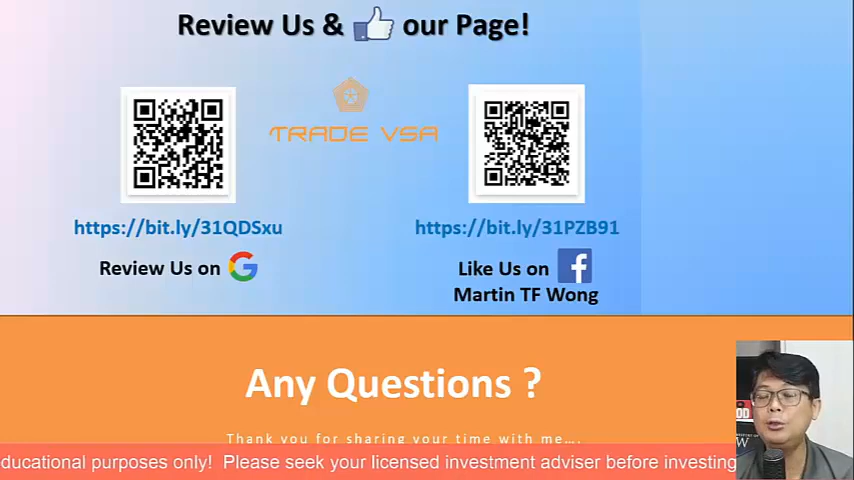 Review Us & our Page!
TRADE VSA
https://bit.ly/31QDSxu
https://bit.ly/31PZB91
Review Us on G
Like Us on f
Martin TF Wong
Any Questions ?
Thank you for sharing your time with me....
ducational purposes only! Please seek your licensed investment adviser before investing